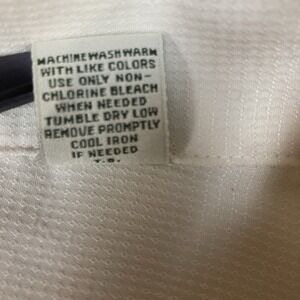 MACHINE WASH WARM
WITH LIKE COLORS
USE ONLY NON-
CHLORINE BLEACH
WHEN NEEDED
TUMBLE DRY LOW
REMOVE PROMPTLY
COOL IRON
IF NEEDED